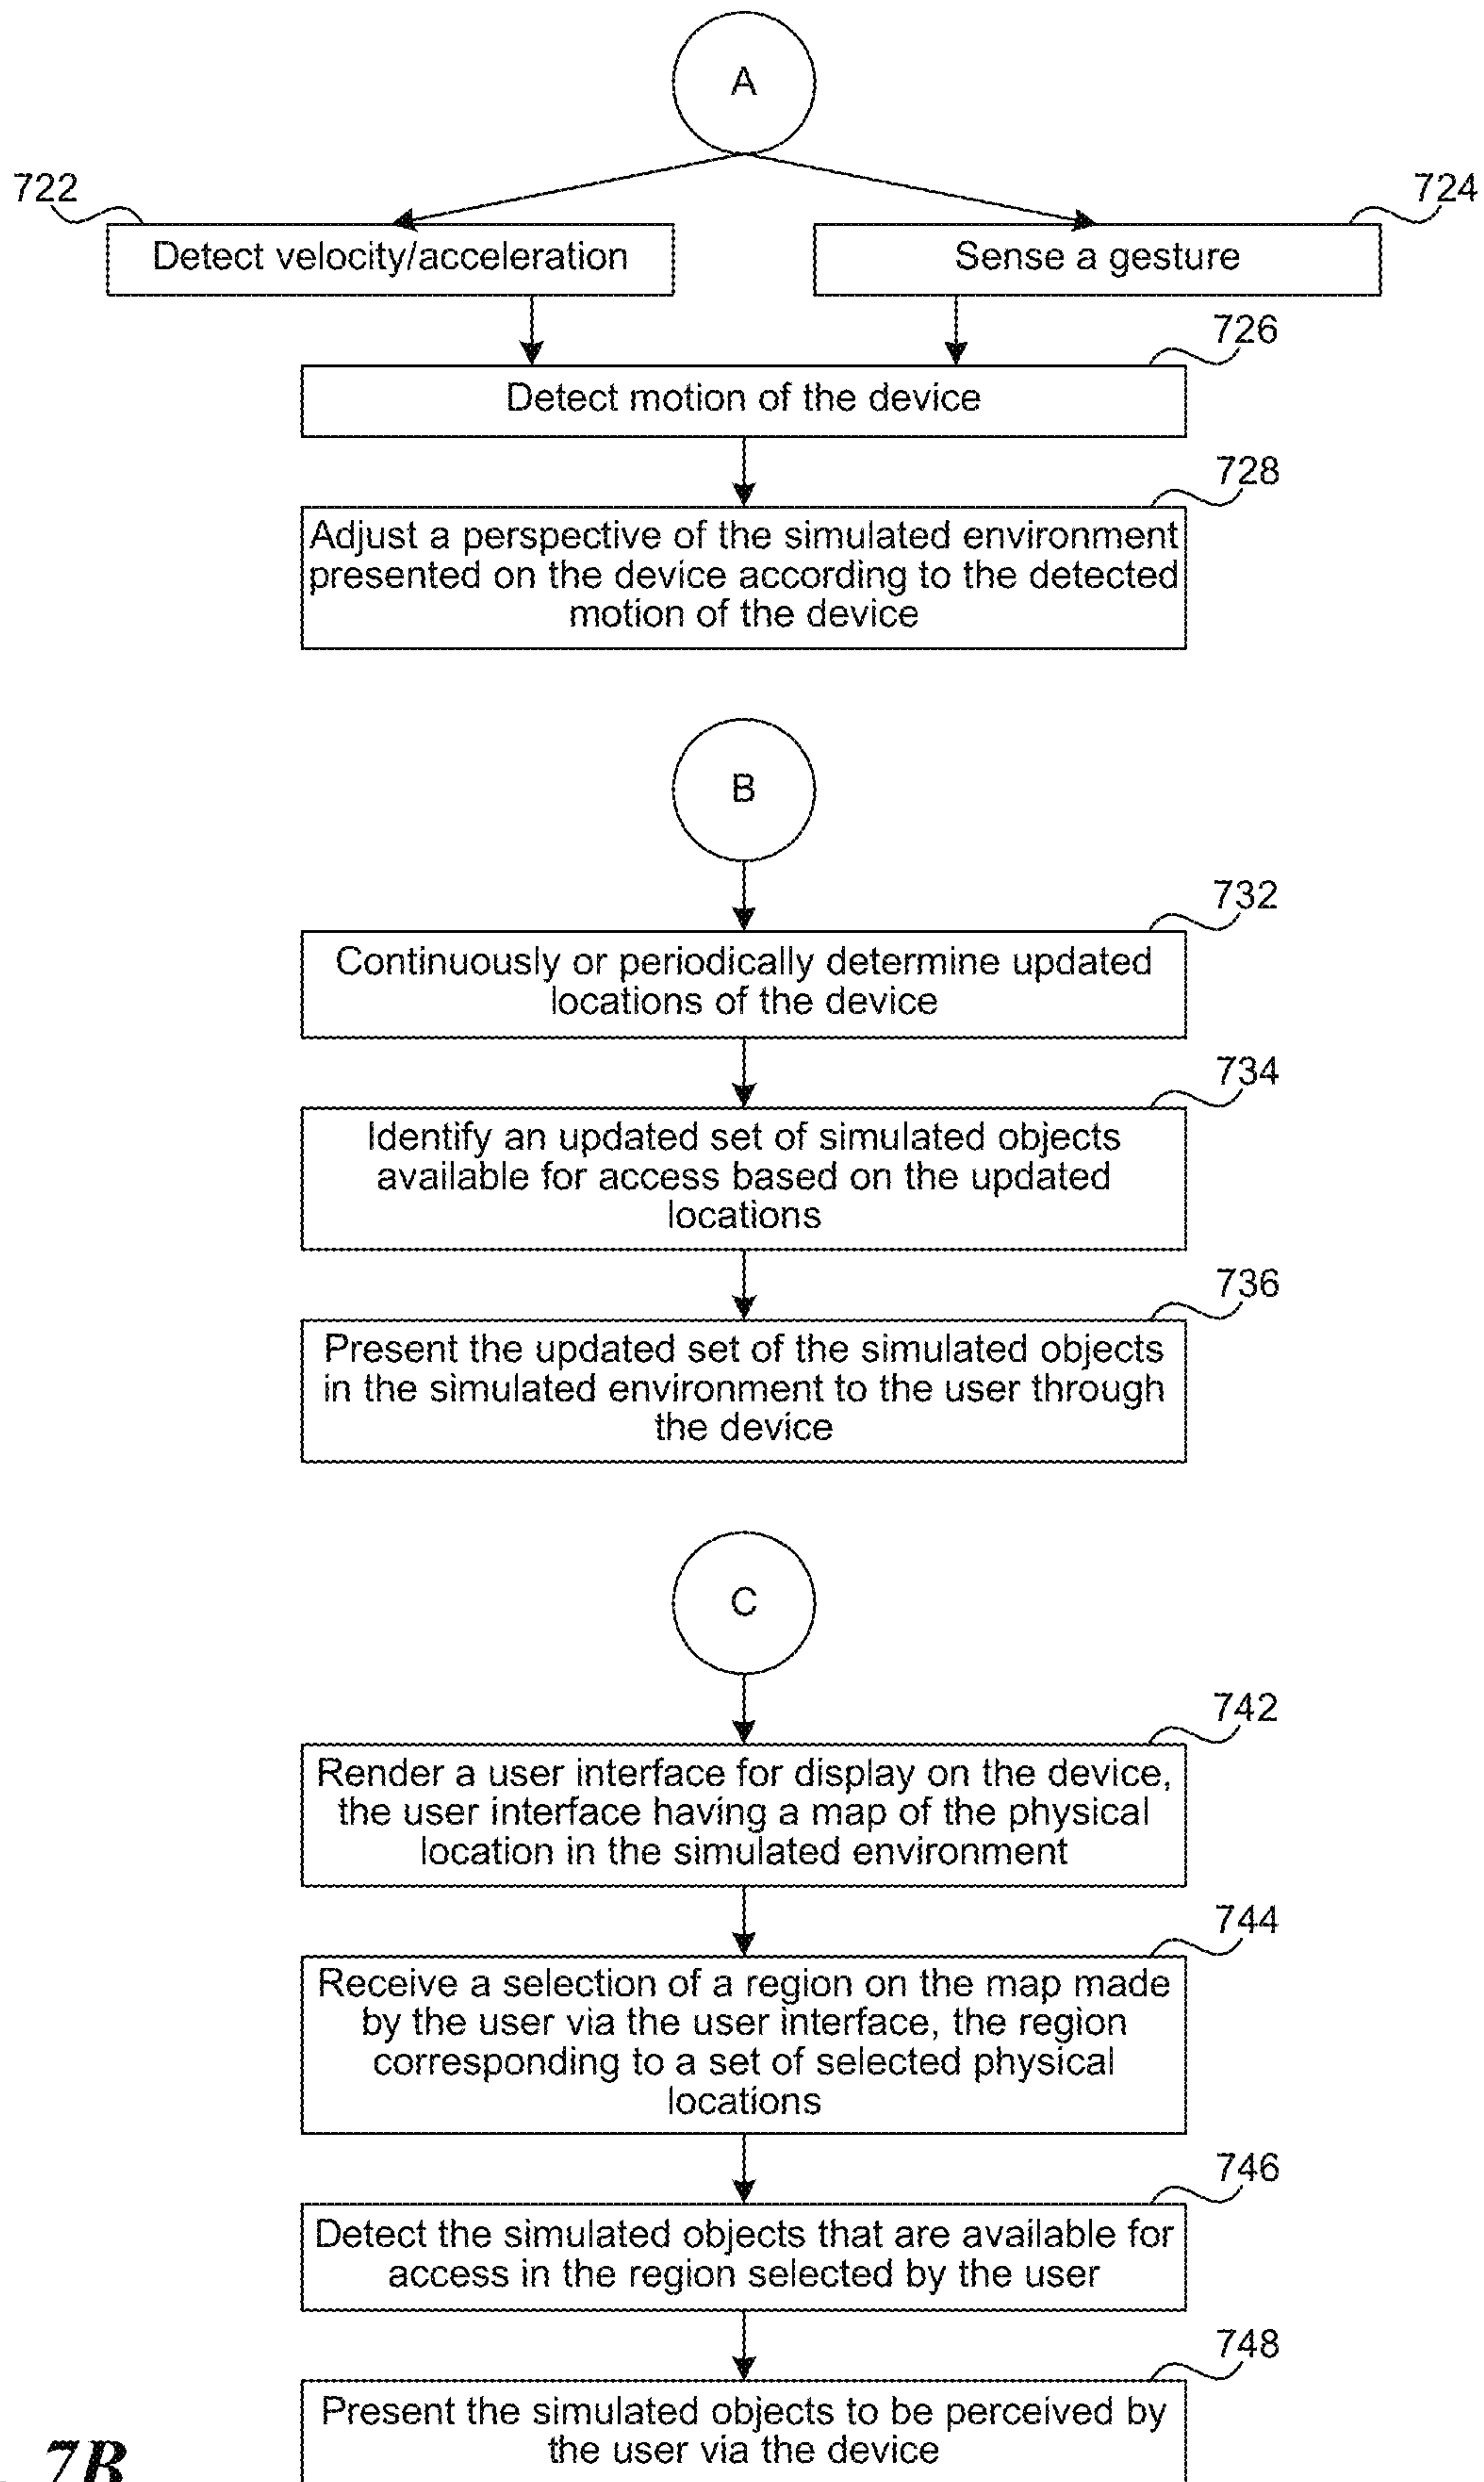 A
722
724
Detect velocity/acceleration
Sense a gesture
726
Detect motion of the device
728
Adjust a perspective of the simulated environment
presented on the device according to the detected
motion of the device
B
732
Continuously or periodically determine updated
locations of the device
734
Identify an updated set of simulated objects
available for access based on the updated
locations
736
Present the updated set of the simulated objects
in the simulated environment to the user through
the device
C
742
Render a user interface for display on the device,
the user interface having a map of the physical
location in the simulated environment
744
Receive a selection of a region on the map made
by the user via the user interface, the region
corresponding to a set of selected physical
locations
746
Detect the simulated objects that are available for
access in the region selected by the user
748
Present the simulated objects to be perceived by
the user via the device
7B